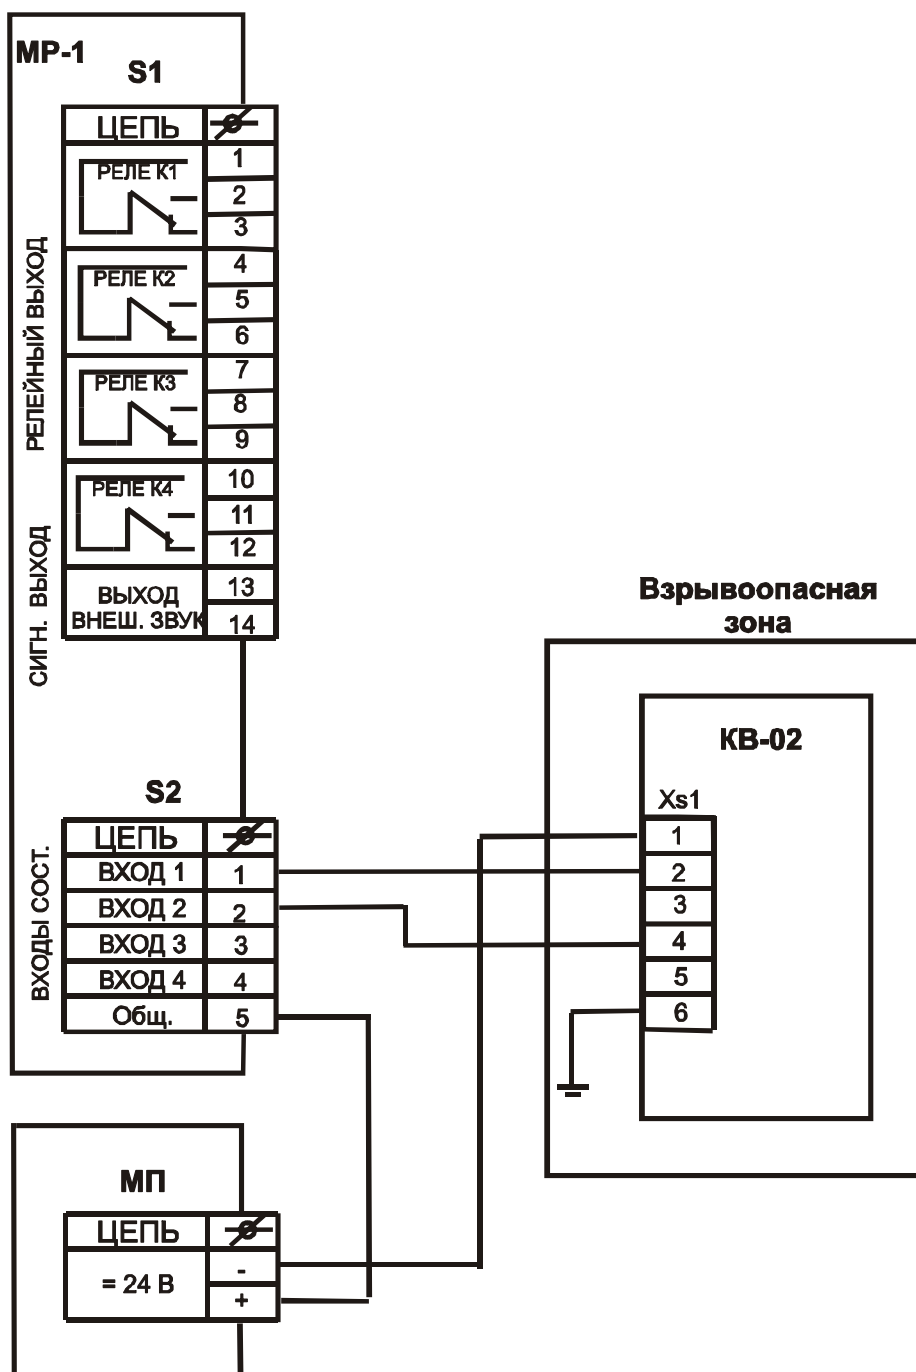 МР-1
S1
ЦЕПЬ
РЕЛЕ К1
1
2
3
РЕЛЕ К2
4
5
6
РЕЛЕ К3
7
8
9
РЕЛЕ К4
10
11
12
ВЫХОД
ВНЕШ. ЗВУК
13
14
РЕЛЕЙНЫЙ ВЫХОД
СИГН. ВЫХОД
Взрывоопасная
зона
КВ-02
Xs1
1
2
3
4
5
6
S2
ЦЕПЬ
ВХОД 1 1
ВХОД 2 2
ВХОД 3 3
ВХОД 4 4
Общ. 5
ВХОДЫ СОСТ.
МП
ЦЕПЬ
= 24 В
-
+